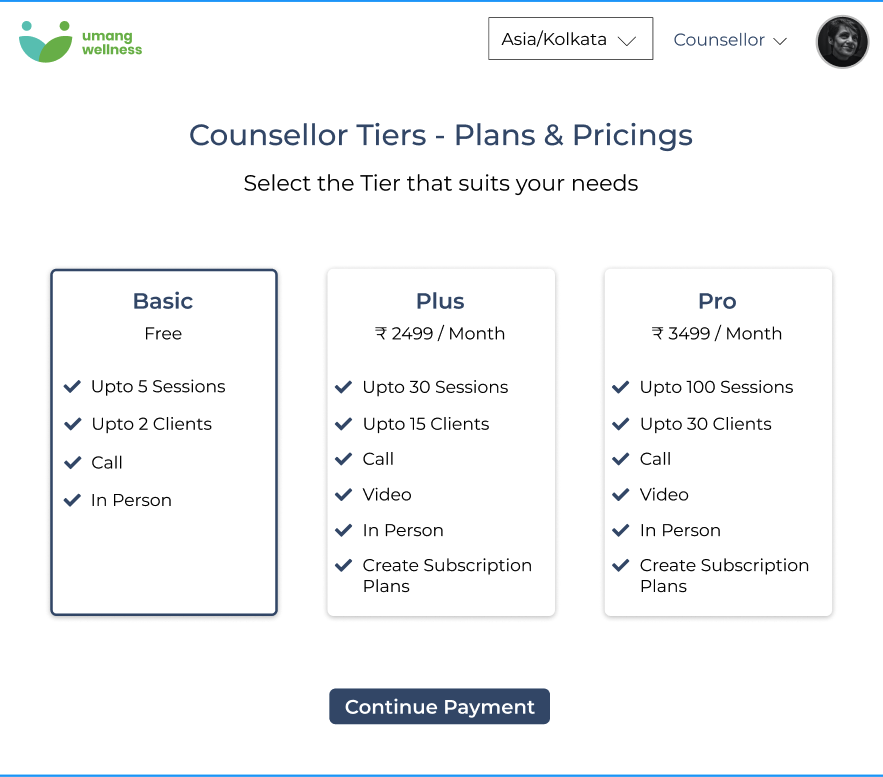 umang
wellness
Asia/Kolkata
Counsellor
Counsellor Tiers - Plans & Pricings
Select the Tier that suits your needs
Basic
Free
Upto 5 Sessions
Upto 2 Clients
Call
In Person
Plus
₹ 2499 / Month
Upto 30 Sessions
Upto 15 Clients
Call
Video
In Person
Create Subscription
Plans
Pro
₹ 3499 / Month
Upto 100 Sessions
Upto 30 Clients
Call
Video
In Person
Create Subscription
Plans
Continue Payment